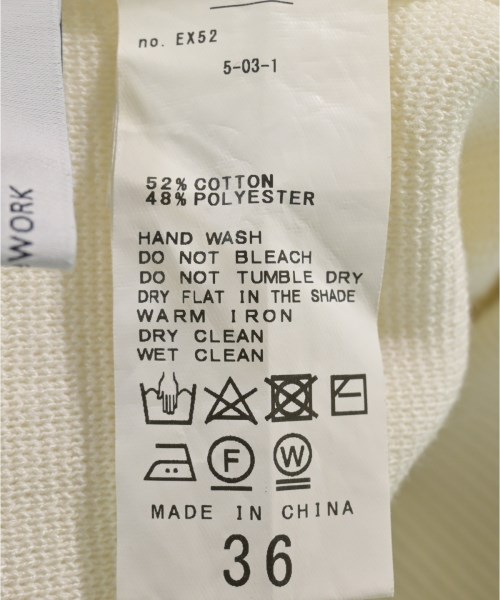 no. EX52
5-03-1
52% COTTON
48% POLYESTER
HAND WASH
DO NOT BLEACH
DO NOT TUMBLE DRY
DRY FLAT IN THE SHADE
WARM IRON
DRY CLEAN
WET CLEAN
F
W
MADE IN CHINA
36
WORK